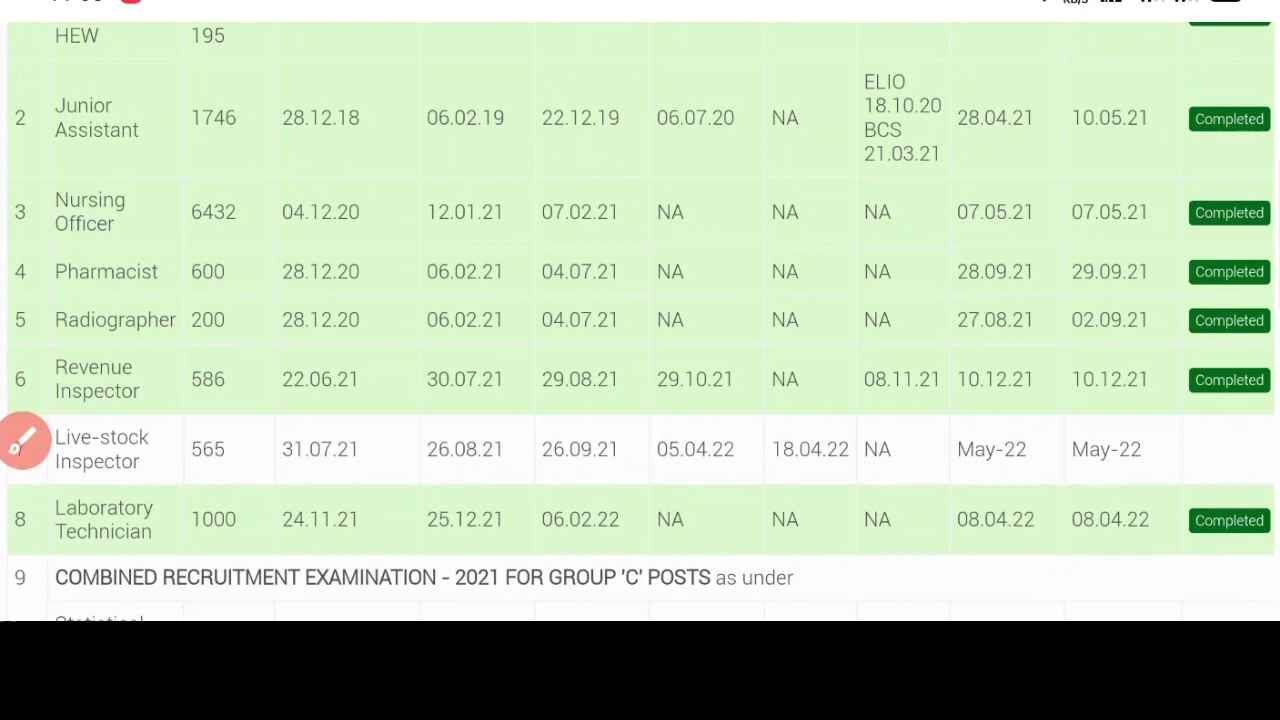 HEW 195
2 Junior Assistant 1746 28.12.18 06.02.19 22.12.19 06.07.20 NA ELIO 18.10.20 BCS 21.03.21 28.04.21 10.05.21 Completed
3 Nursing Officer 6432 04.12.20 12.01.21 07.02.21 NA NA NA 07.05.21 07.05.21 Completed
4 Pharmacist 600 28.12.20 06.02.21 04.07.21 NA NA NA 28.09.21 29.09.21 Completed
5 Radiographer 200 28.12.20 06.02.21 04.07.21 NA NA NA 27.08.21 02.09.21 Completed
6 Revenue Inspector 586 22.06.21 30.07.21 29.08.21 29.10.21 NA 08.11.21 10.12.21 10.12.21 Completed
Live-stock Inspector 565 31.07.21 26.08.21 26.09.21 05.04.22 18.04.22 NA May-22 May-22
8 Laboratory Technician 1000 24.11.21 25.12.21 06.02.22 NA NA NA 08.04.22 08.04.22 Completed
9 COMBINED RECRUITMENT EXAMINATION - 2021 FOR GROUP 'C' POSTS as under